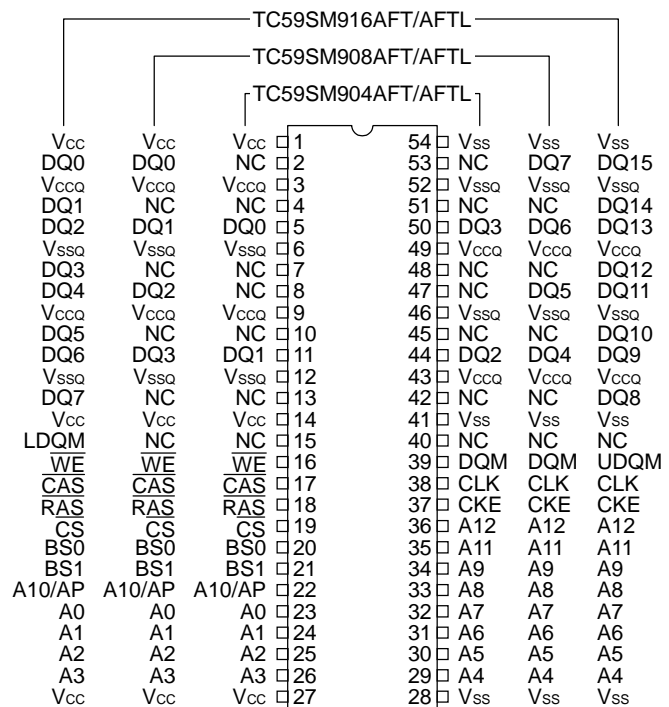 TC59SM916AFT/AFTL
TC59SM908AFT/AFTL
TC59SM904AFT/AFTL
VCC VCC VCC 1 54 VSS VSS VSS
DQ0 DQ0 NC 2 53 NC DQ7 DQ15
VCCQ VCCQ VCCQ 3 52 VSSQ VSSQ VSSQ
DQ1 NC NC 4 51 NC NC DQ14
DQ2 DQ1 DQ0 5 50 DQ3 DQ6 DQ13
VSSQ VSSQ VSSQ 6 49 VCCQ VCCQ VCCQ
DQ3 NC NC 7 48 NC NC DQ12
DQ4 DQ2 NC 8 47 NC DQ5 DQ11
VCCQ VCCQ VCCQ 9 46 VSSQ VSSQ VSSQ
DQ5 NC NC 10 45 NC NC DQ10
DQ6 DQ3 DQ1 11 44 DQ2 DQ4 DQ9
VSSQ VSSQ VSSQ 12 43 VCCQ VCCQ VCCQ
DQ7 NC NC 13 42 NC NC DQ8
VCC VCC VCC 14 41 VSS VSS VSS
LDQM NC NC 15 40 NC NC NC
WE WE WE 16 39 DQM DQM UDQM
CAS CAS CAS 17 38 CLK CLK CLK
RAS RAS RAS 18 37 CKE CKE CKE
CS CS CS 19 36 A12 A12 A12
BS0 BS0 BS0 20 35 A11 A11 A11
BS1 BS1 BS1 21 34 A9 A9 A9
A10/AP A10/AP A10/AP 22 33 A8 A8 A8
A0 A0 A0 23 32 A7 A7 A7
A1 A1 A1 24 31 A6 A6 A6
A2 A2 A2 25 30 A5 A5 A5
A3 A3 A3 26 29 A4 A4 A4
VCC VCC VCC 27 28 VSS VSS VSS